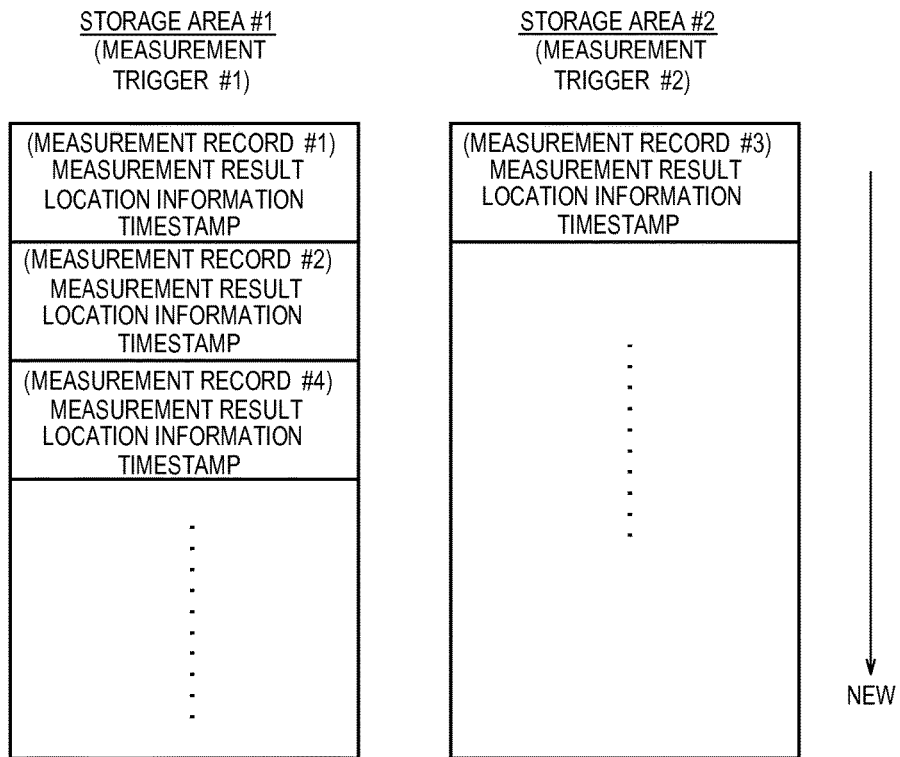 STORAGE AREA #1
(MEASUREMENT
TRIGGER #1)
STORAGE AREA #2
(MEASUREMENT
TRIGGER #2)
(MEASUREMENT RECORD #1)
MEASUREMENT RESULT
LOCATION INFORMATION
TIMESTAMP
(MEASUREMENT RECORD #2)
MEASUREMENT RESULT
LOCATION INFORMATION
TIMESTAMP
(MEASUREMENT RECORD #4)
MEASUREMENT RESULT
LOCATION INFORMATION
TIMESTAMP
(MEASUREMENT RECORD #3)
MEASUREMENT RESULT
LOCATION INFORMATION
TIMESTAMP
NEW